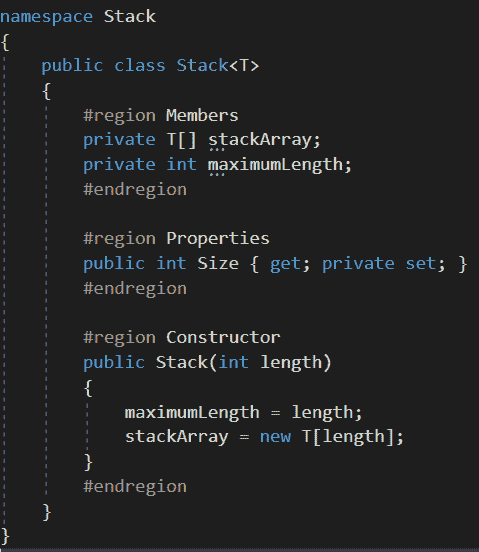 namespace Stack
{
    public class Stack<T>
    {
        #region Members
        private T[] stackArray;
        private int maximumLength;
        #endregion

        #region Properties
        public int Size { get; private set; }
        #endregion

        #region Constructor
        public Stack(int length)
        {
            maximumLength = length;
            stackArray = new T[length];
        }
        #endregion
    }
}